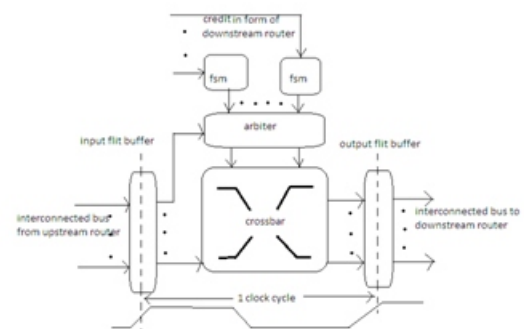 credit in form of
downstream router
fsm
fsm
arbiter
input flit buffer
output flit buffer
crossbar
interconnected bus
from upstream router
interconnected bus to
downstream router
1 clock cycle